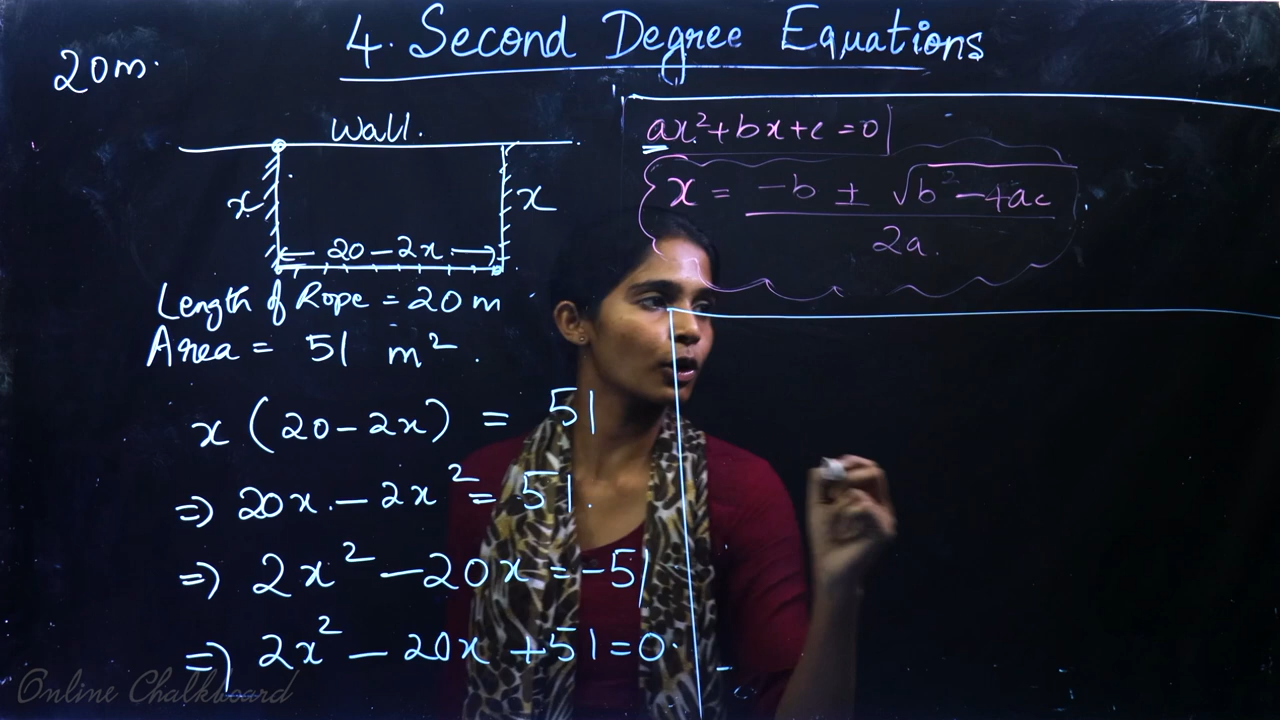 4. Second Degree Equations
20m.
Wall.
x
x
20 - 2x
Length of Rope = 20 m
Area = 51 m².
x (20 - 2x) = 51
=> 20x - 2x² = 51.
=> 2x² - 20x = -51
=> 2x² - 20x + 51 = 0.
ax² + bx + c = 0
x = -b ± √b² - 4ac
2a.
Online Chalkboard